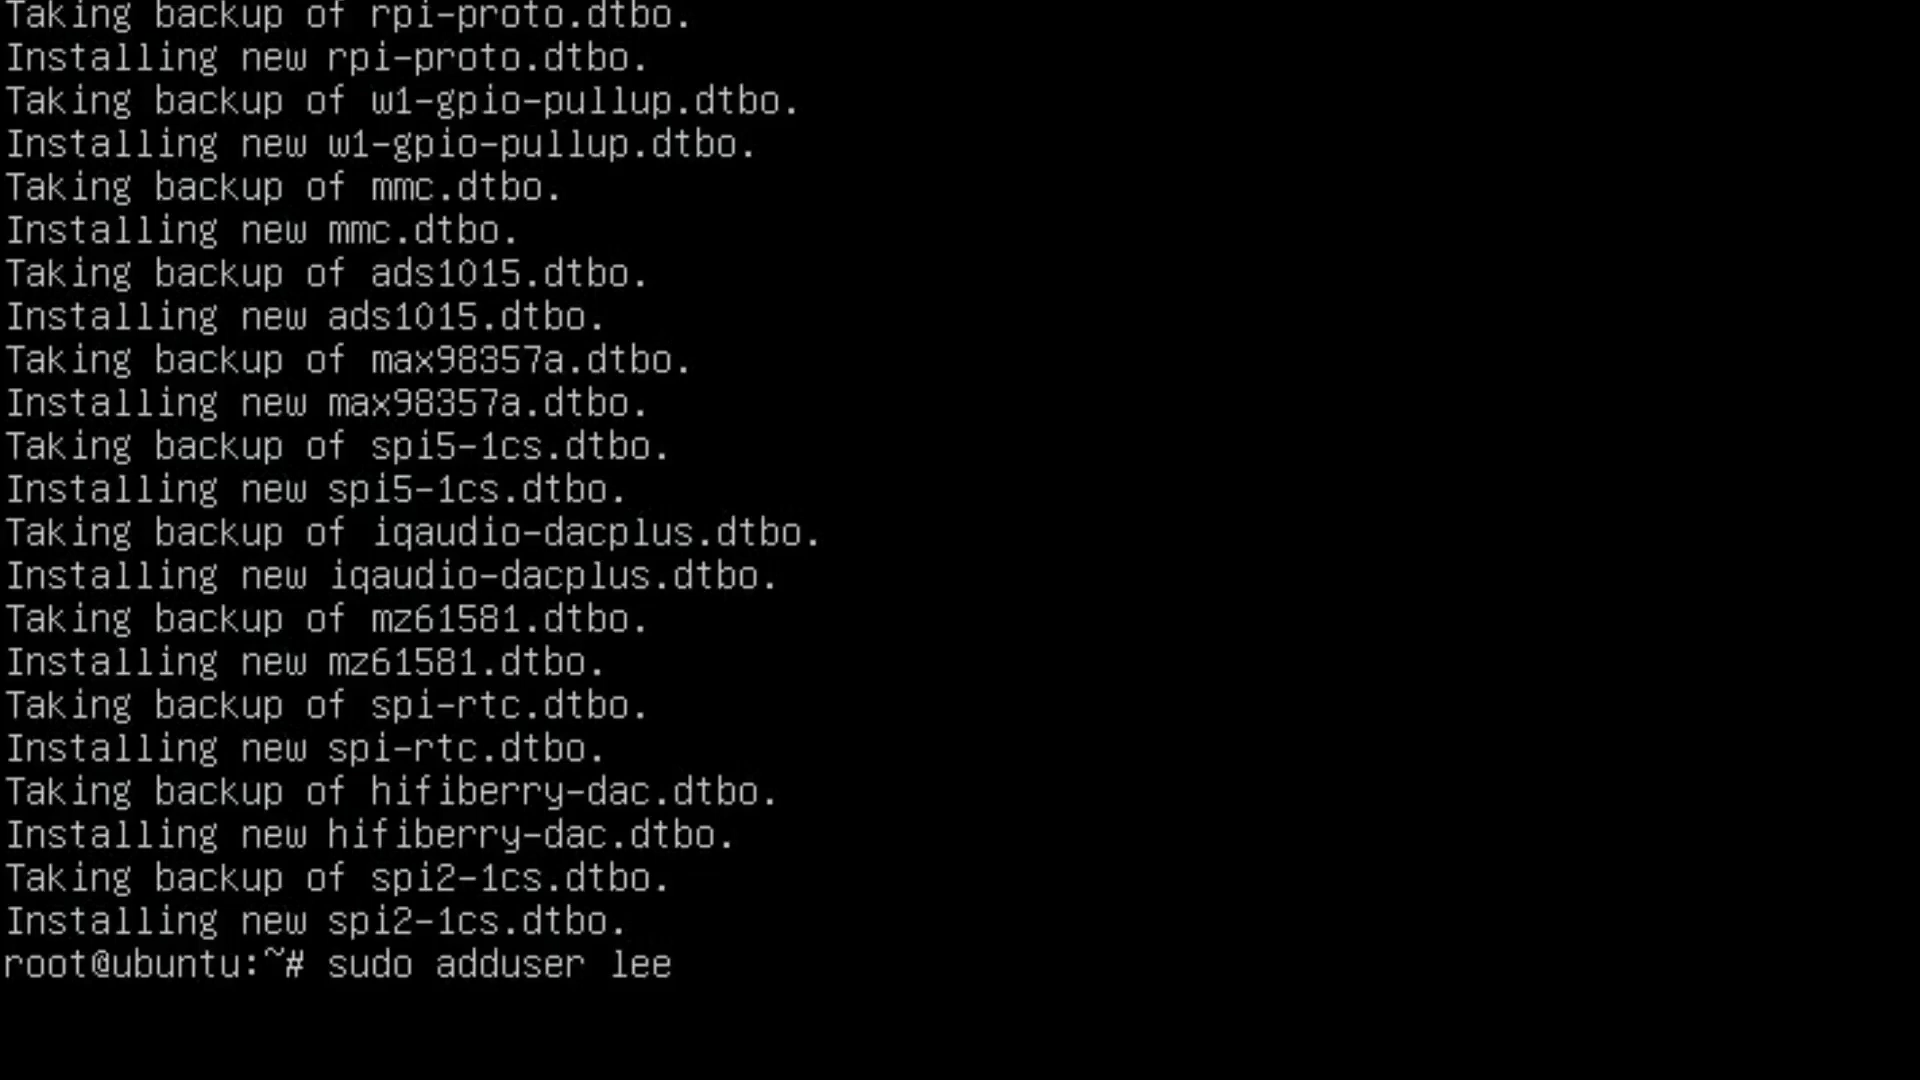 Taking backup of rpi-proto.dtbo.
Installing new rpi-proto.dtbo.
Taking backup of w1-gpio-pullup.dtbo.
Installing new w1-gpio-pullup.dtbo.
Taking backup of mmc.dtbo.
Installing new mmc.dtbo.
Taking backup of ads1015.dtbo.
Installing new ads1015.dtbo.
Taking backup of max98357a.dtbo.
Installing new max98357a.dtbo.
Taking backup of spi5-1cs.dtbo.
Installing new spi5-1cs.dtbo.
Taking backup of iqaudio-dacplus.dtbo.
Installing new iqaudio-dacplus.dtbo.
Taking backup of mz61581.dtbo.
Installing new mz61581.dtbo.
Taking backup of spi-rtc.dtbo.
Installing new spi-rtc.dtbo.
Taking backup of hifiberry-dac.dtbo.
Installing new hifiberry-dac.dtbo.
Taking backup of spi2-1cs.dtbo.
Installing new spi2-1cs.dtbo.
root@ubuntu:~# sudo adduser lee